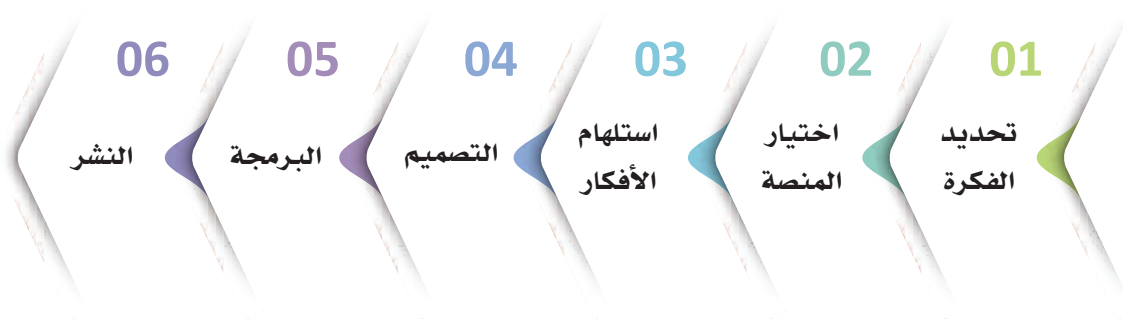 01
تحديد
الفكرة
02
اختيار
المنصة
03
استلهام
الأفكار
04
التصميم
05
البرمجة
06
النشر